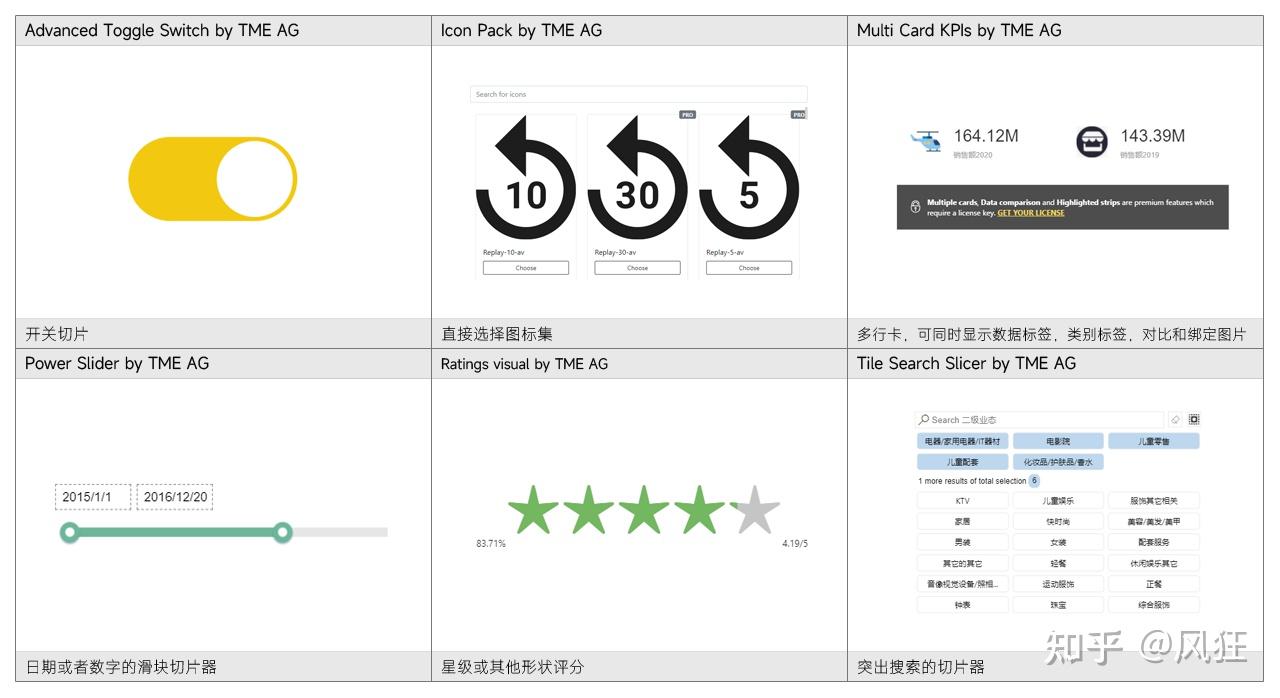 Advanced Toggle Switch by TME AG
Icon Pack by TME AG
Multi Card KPIs by TME AG
Search for icons
PRO
PRO
10
30
5
Replay-10-av
Replay-30-av
Replay-5-av
Choose
Choose
Choose
164.12M
销售额2020
143.39M
销售额2019
Multiple cards, Data comparison and Highlighted strips are premium features which
require a license key. GET YOUR LICENSE
开关切片
直接选择图标集
多行卡，可同时显示数据标签，类别标签，对比和绑定图片
Power Slider by TME AG
Ratings visual by TME AG
Tile Search Slicer by TME AG
2015/1/1
2016/12/20
83.71%
4.19/5
Search 二级业态
电器/家用电器/IT器材
电影院
儿童零售
儿童配套
化妆品/护肤品/香水
1 more results of total selection 6
KTV
儿童娱乐
服饰其它相关
家居
快时尚
美容/美发/美甲
男装
女装
配套服务
其它的其它
轻餐
休闲娱乐其它
音像视觉设备/照相...
运动服饰
正餐
钟表
珠宝
综合服饰
日期或者数字的滑块切片器
星级或其他形状评分
突出搜索的切片器
知乎 @风狂